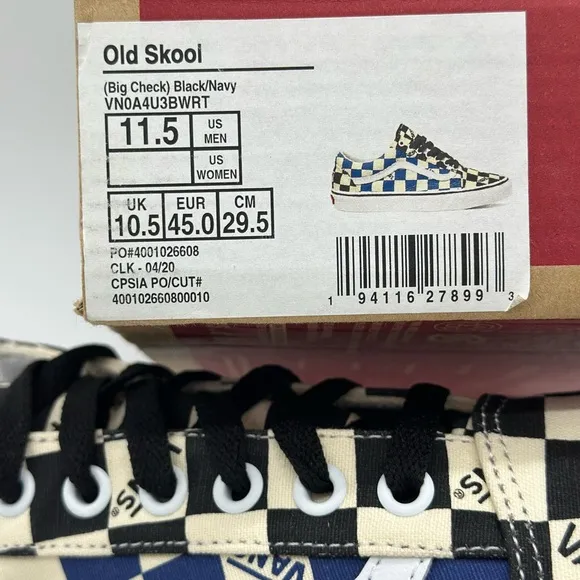 Old Skool
(Big Check) Black/Navy
VN0A4U3BWRT
11.5 US MEN
US WOMEN
UK EUR CM
10.5 45.0 29.5
PO#4001026608
CLK - 04/20
CPSIA PO/CUT#
400102660800010
1 94116 27899 3
VANS